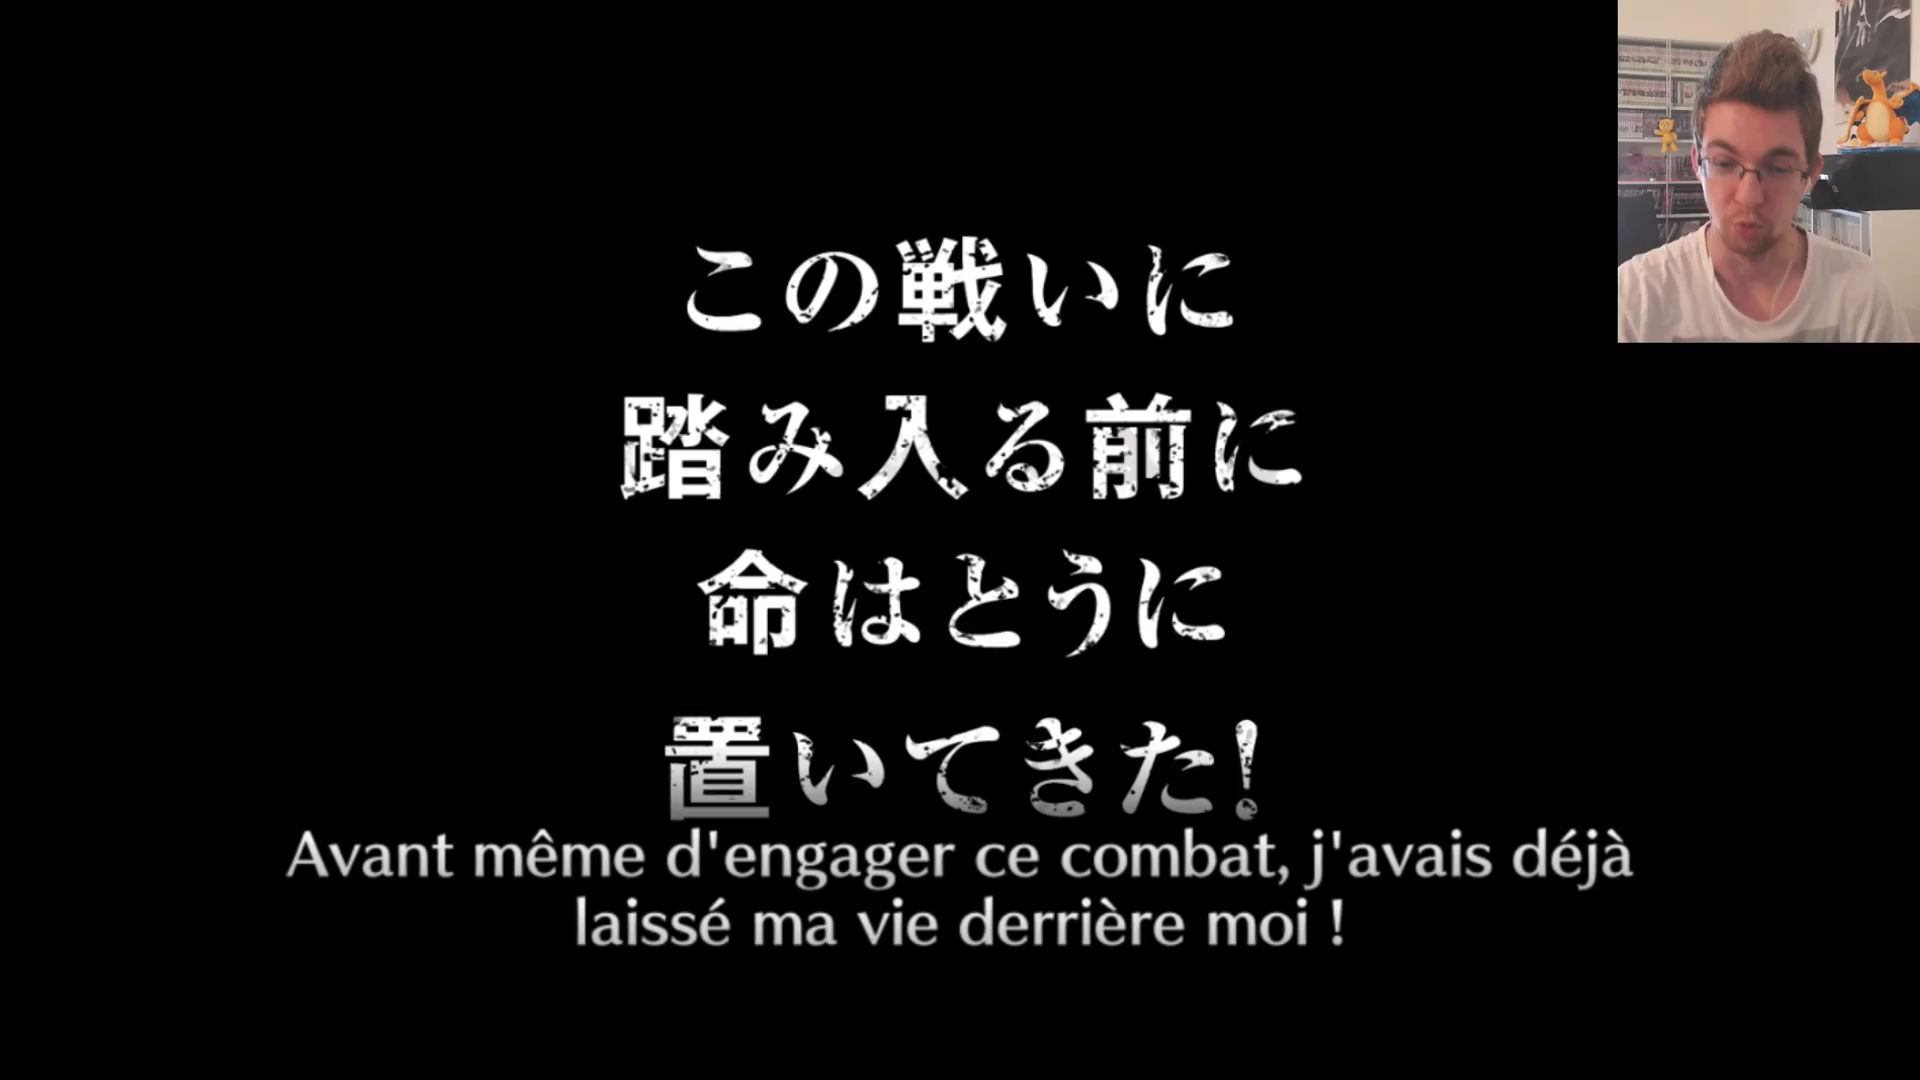 この戦いに
踏み入る前に
命はとうに
置いてきた!
Avant même d'engager ce combat, j'avais déjà
laissé ma vie derrière moi !